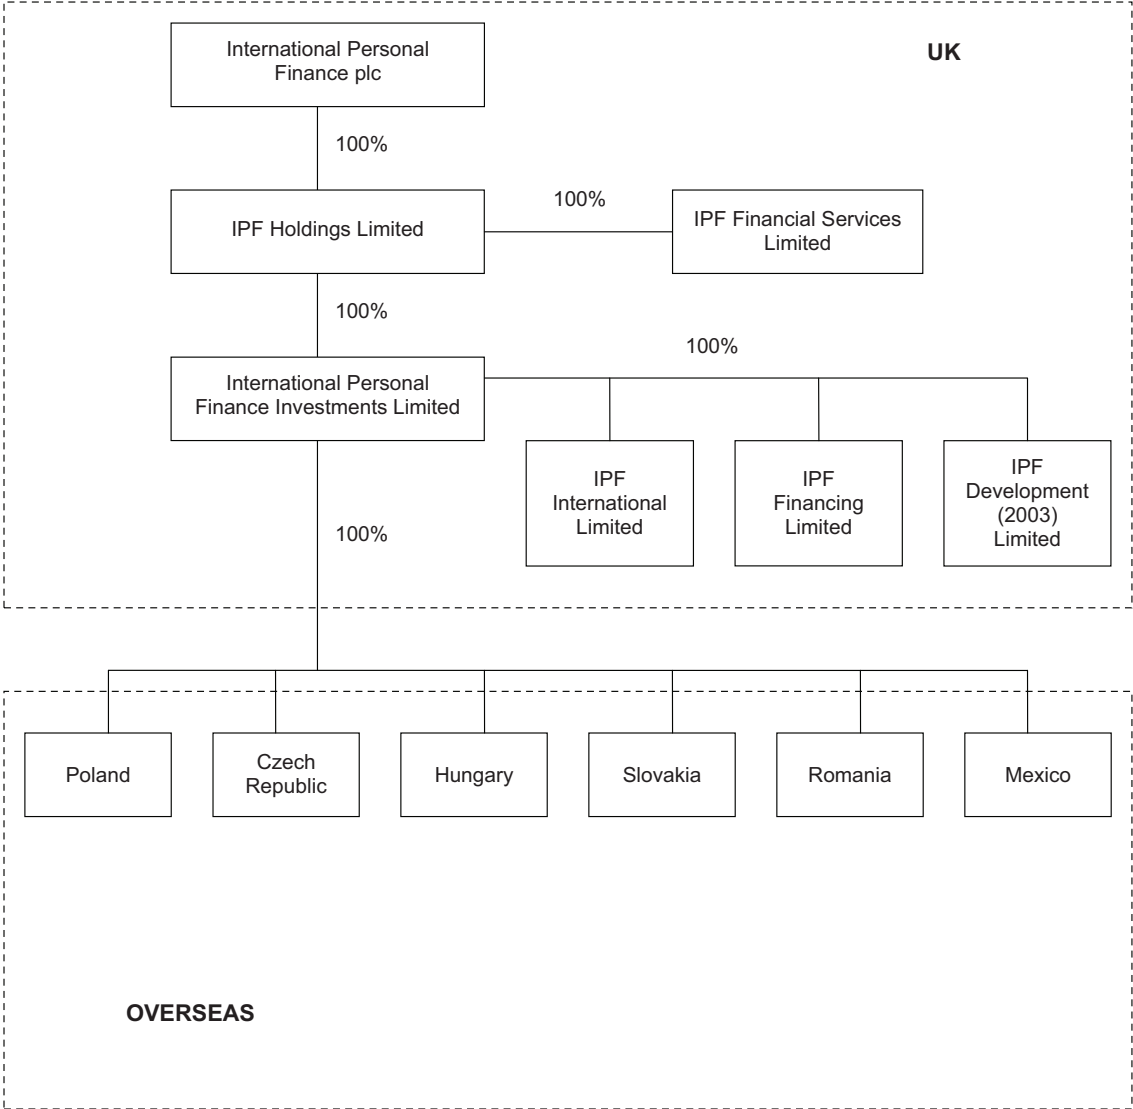 International Personal
Finance plc
UK
100%
IPF Holdings Limited
100%
IPF Financial Services
Limited
100%
International Personal
Finance Investments Limited
100%
IPF
International
Limited
IPF
Financing
Limited
IPF
Development
(2003)
Limited
100%
Poland
Czech
Republic
Hungary
Slovakia
Romania
Mexico
OVERSEAS